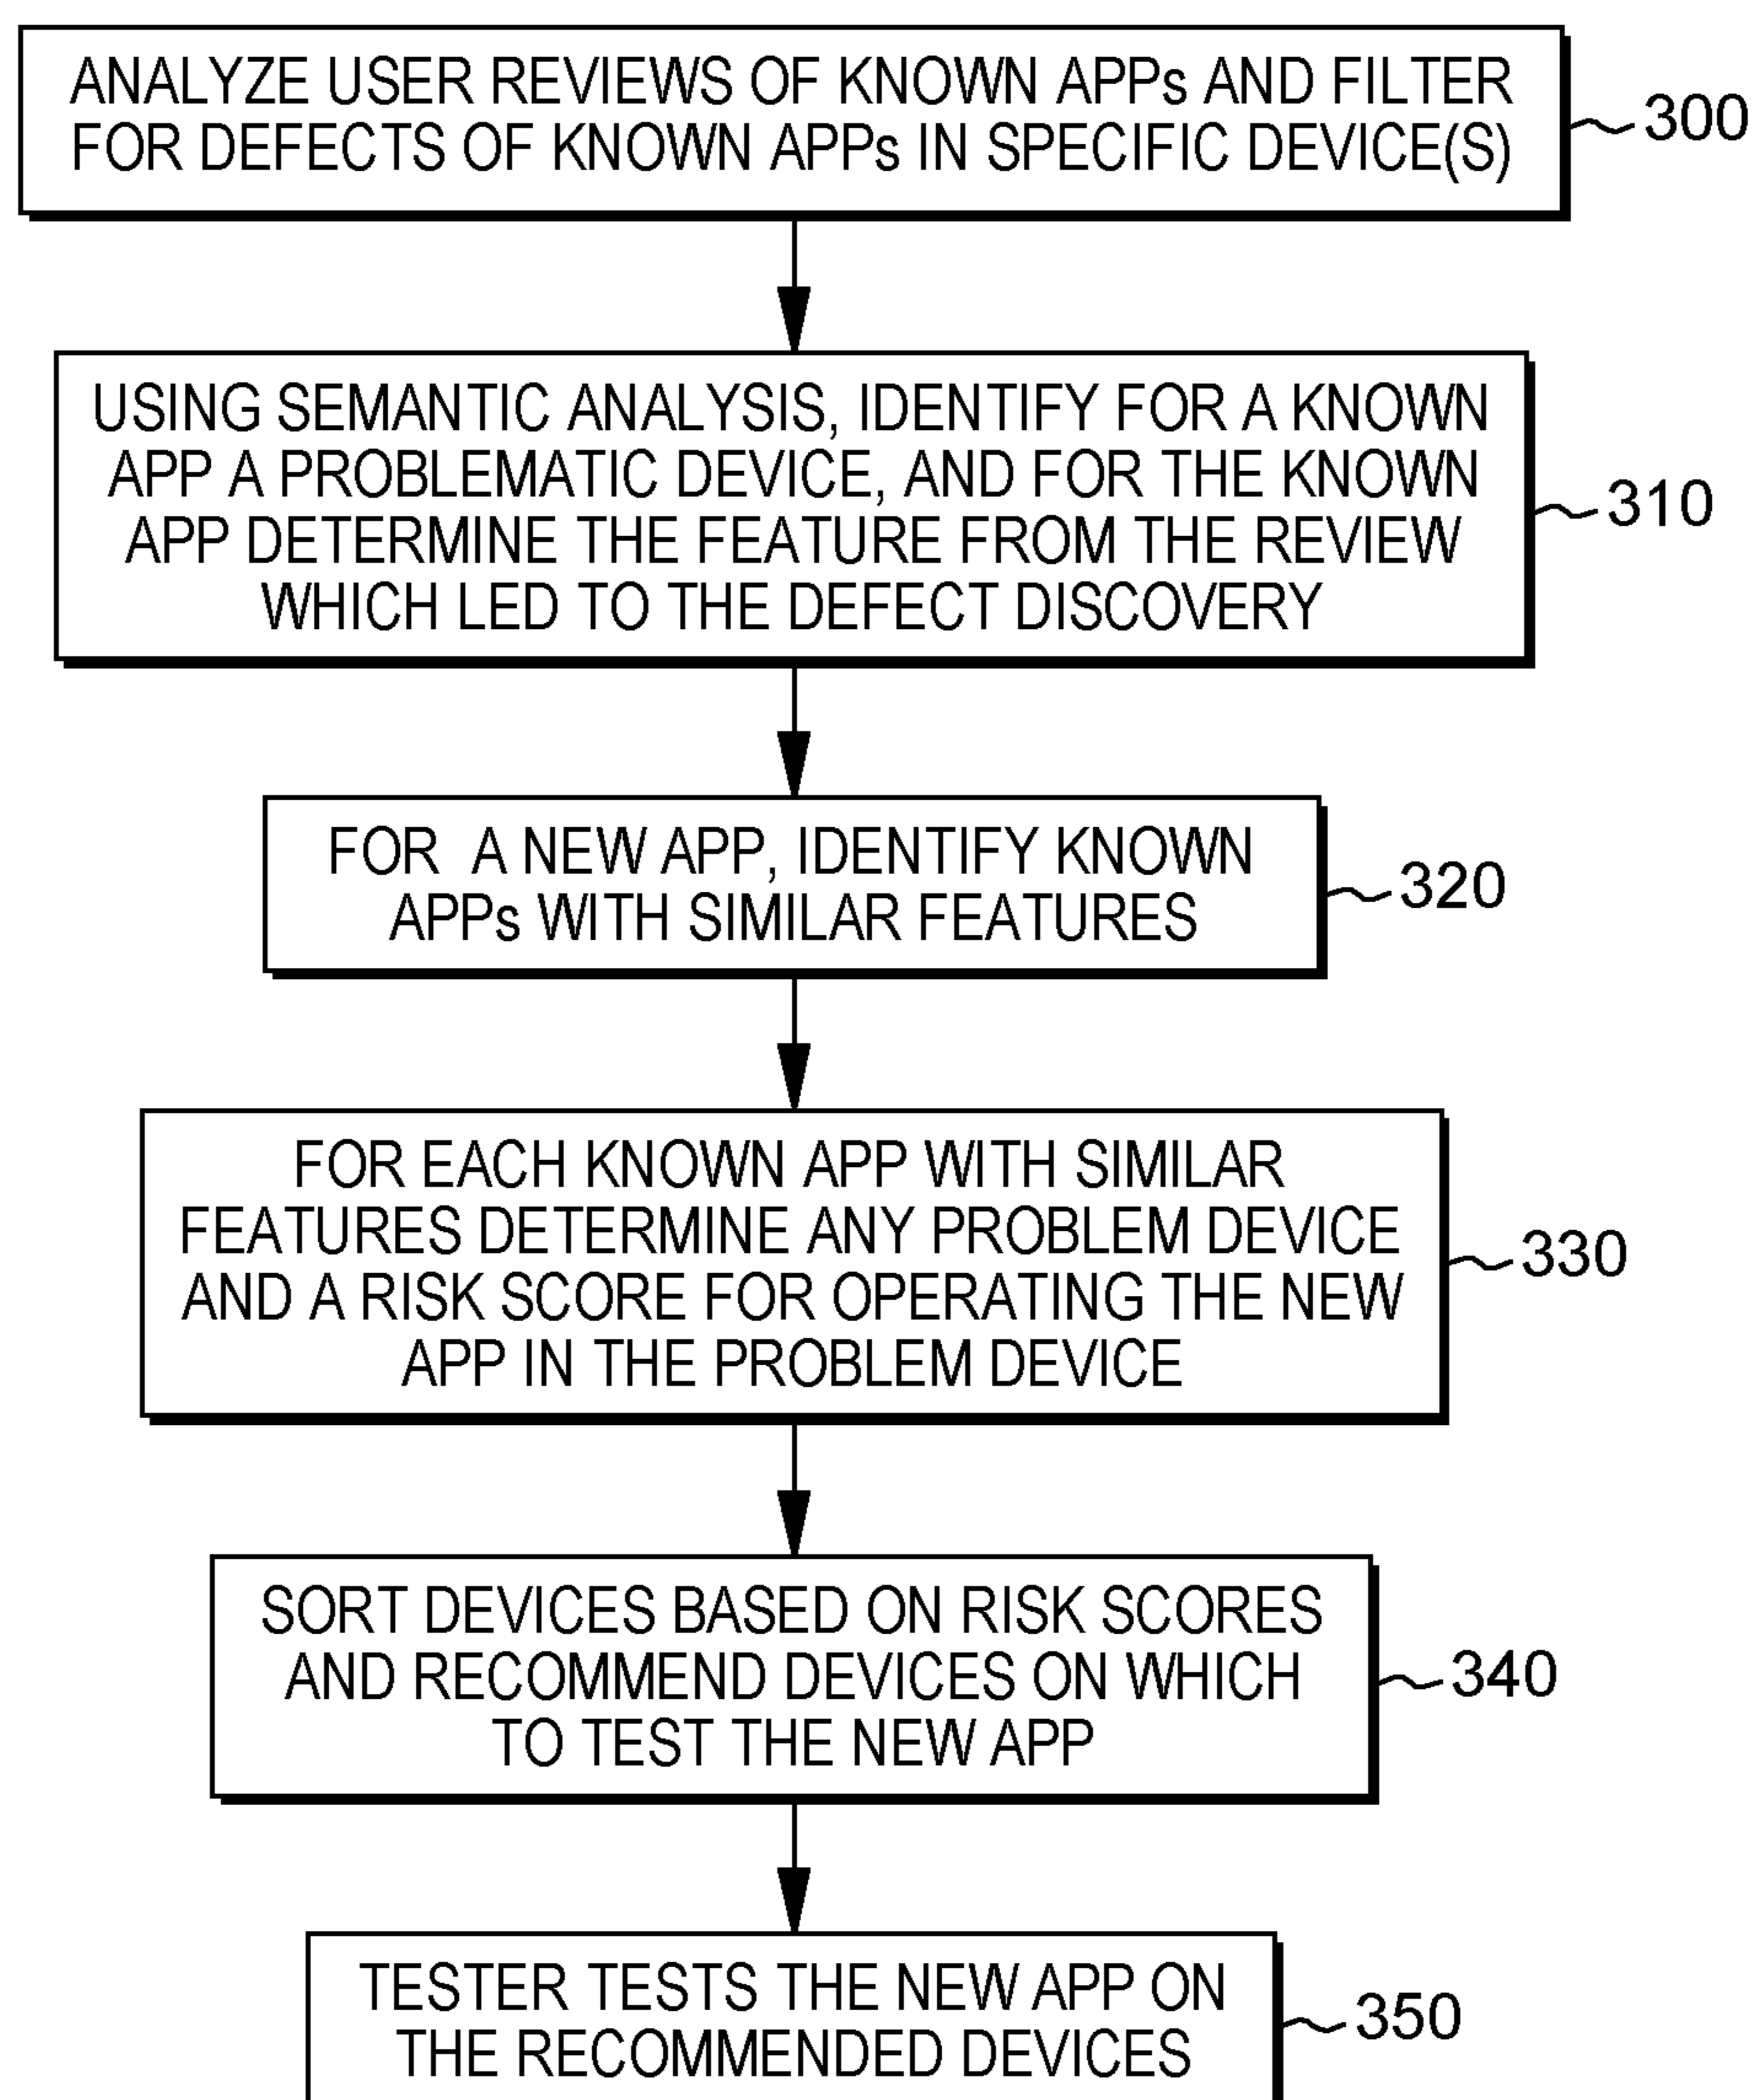 ANALYZE USER REVIEWS OF KNOWN APPs AND FILTER
FOR DEFECTS OF KNOWN APPs IN SPECIFIC DEVICE(S)
300
USING SEMANTIC ANALYSIS, IDENTIFY FOR A KNOWN
APP A PROBLEMATIC DEVICE, AND FOR THE KNOWN
APP DETERMINE THE FEATURE FROM THE REVIEW
WHICH LED TO THE DEFECT DISCOVERY
310
FOR A NEW APP, IDENTIFY KNOWN
APPs WITH SIMILAR FEATURES
320
FOR EACH KNOWN APP WITH SIMILAR
FEATURES DETERMINE ANY PROBLEM DEVICE
AND A RISK SCORE FOR OPERATING THE NEW
APP IN THE PROBLEM DEVICE
330
SORT DEVICES BASED ON RISK SCORES
AND RECOMMEND DEVICES ON WHICH
TO TEST THE NEW APP
340
TESTER TESTS THE NEW APP ON
THE RECOMMENDED DEVICES
350